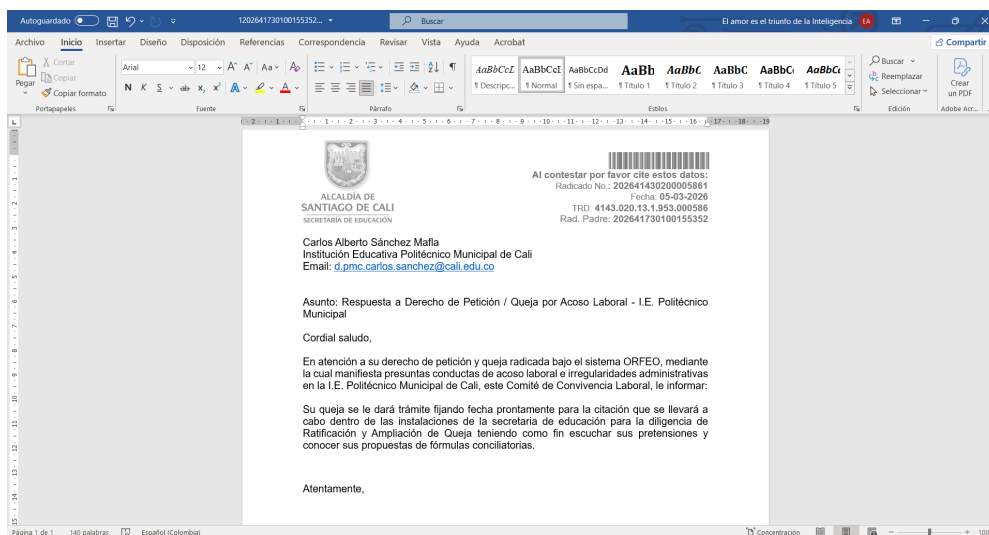 Autoguardado
120264173010015352... 
Buscar
El amor es el triunfo de la Inteligencia
EA
Archivo Inicio Insertar Diseño Disposición Referencias Correspondencia Revisar Vista Ayuda Acrobat
Compartir
Pegar
Cortar
Copiar
Copiar formato
Portapapeles
Arial 12
N K S ab x, x²
Fuente
Párrafo
AaBbCcL AaBbCcI AaBbCcDd AaBb AaBbC AaBbC AaBbC AaBbCc
¶ Descripc... ¶ Normal ¶ Sin espa... ¶ Título 1 ¶ Título 2 ¶ Título 3 ¶ Título 4 ¶ Título 5
Estilos
Buscar
Reemplazar
Seleccionar
Edición
Crear
un PDF
Adobe Acr...
ALCALDÍA DE
SANTIAGO DE CALI
SECRETARÍA DE EDUCACIÓN
Al contestar por favor cite estos datos:
Radicado No.: 202641430200005861
Fecha: 05-03-2026
TRD: 4143.020.13.1.953.000586
Rad. Padre: 202641730100155352
Carlos Alberto Sánchez Mafla
Institución Educativa Politécnico Municipal de Cali
Email: d.pmc.carlos.sanchez@cali.edu.co
Asunto: Respuesta a Derecho de Petición / Queja por Acoso Laboral - I.E. Politécnico
Municipal
Cordial saludo,
En atención a su derecho de petición y queja radicada bajo el sistema ORFEO, mediante
la cual manifiesta presuntas conductas de acoso laboral e irregularidades administrativas
en la I.E. Politécnico Municipal de Cali, este Comité de Convivencia Laboral, le informar:
Su queja se le dará trámite fijando fecha prontamente para la citación que se llevará a
cabo dentro de las instalaciones de la secretaria de educación para la diligencia de
Ratificación y Ampliación de Queja teniendo como fin escuchar sus pretensiones y
conocer sus propuestas de fórmulas conciliatorias.
Atentamente,
Página 1 de 1 140 palabras Español (Colombia)
Concentración
100